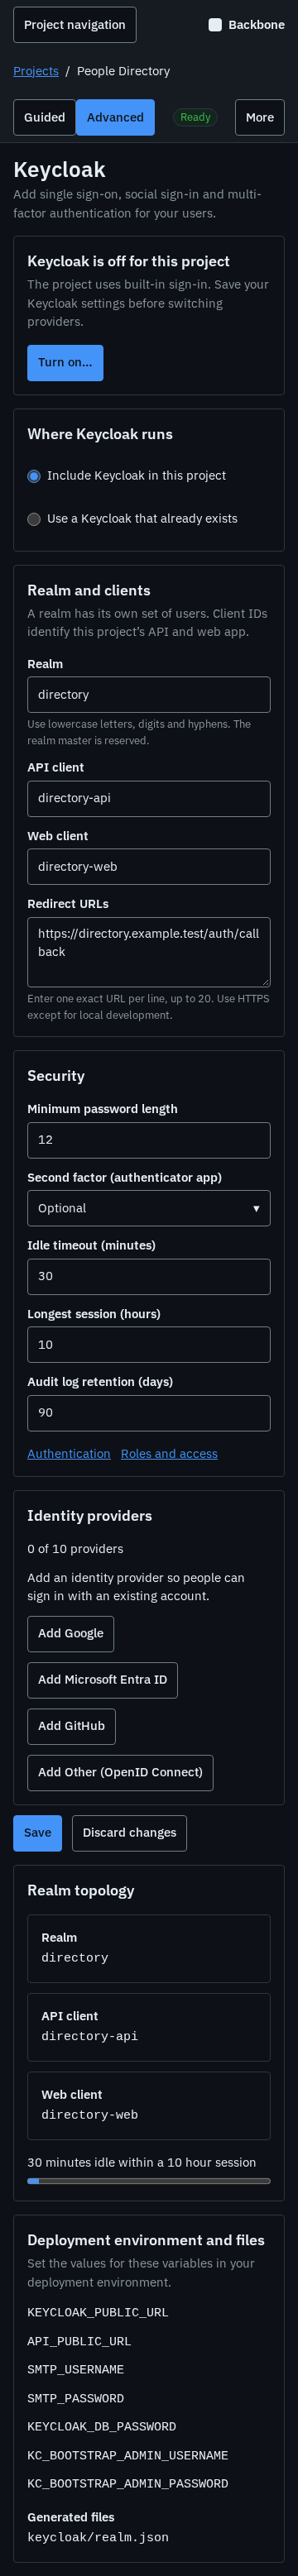 Project navigation
Backbone
Projects / People Directory
Guided
Advanced
Ready
More
Keycloak
Add single sign-on, social sign-in and multi-
factor authentication for your users.
Keycloak is off for this project
The project uses built-in sign-in. Save your
Keycloak settings before switching
providers.
Turn on...
Where Keycloak runs
Include Keycloak in this project
Use a Keycloak that already exists
Realm and clients
A realm has its own set of users. Client IDs
identify this project's API and web app.
Realm
directory
Use lowercase letters, digits and hyphens. The
realm master is reserved.
API client
directory-api
Web client
directory-web
Redirect URLs
https://directory.example.test/auth/call
back
Enter one exact URL per line, up to 20. Use HTTPS
except for local development.
Security
Minimum password length
12
Second factor (authenticator app)
Optional
Idle timeout (minutes)
30
Longest session (hours)
10
Audit log retention (days)
90
Authentication Roles and access
Identity providers
0 of 10 providers
Add an identity provider so people can
sign in with an existing account.
Add Google
Add Microsoft Entra ID
Add GitHub
Add Other (OpenID Connect)
Save
Discard changes
Realm topology
Realm
directory
API client
directory-api
Web client
directory-web
30 minutes idle within a 10 hour session
Deployment environment and files
Set the values for these variables in your
deployment environment.
KEYCLOAK_PUBLIC_URL
API_PUBLIC_URL
SMTP_USERNAME
SMTP_PASSWORD
KEYCLOAK_DB_PASSWORD
KC_BOOTSTRAP_ADMIN_USERNAME
KC_BOOTSTRAP_ADMIN_PASSWORD
Generated files
keycloak/realm.json